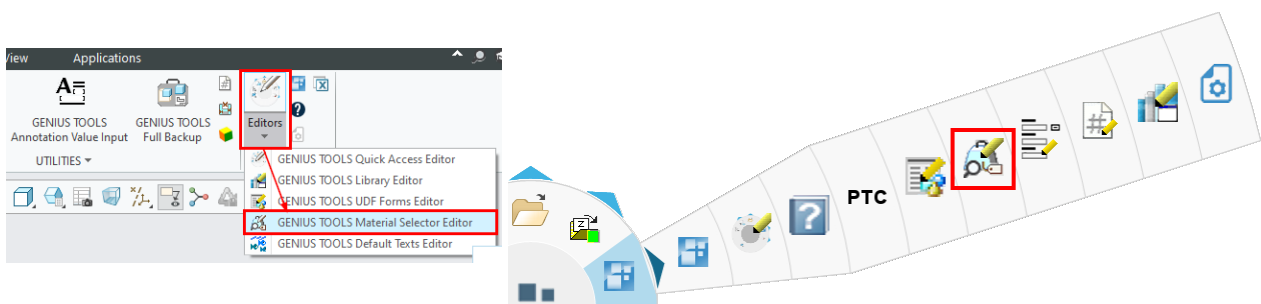 View Applications
A
GENIUS TOOLS
Annotation Value Input
GENIUS TOOLS
Full Backup
Editors
UTILITIES
GENIUS TOOLS Quick Access Editor
GENIUS TOOLS Library Editor
GENIUS TOOLS UDF Forms Editor
GENIUS TOOLS Material Selector Editor
GENIUS TOOLS Default Texts Editor
Z
?
PTC
#